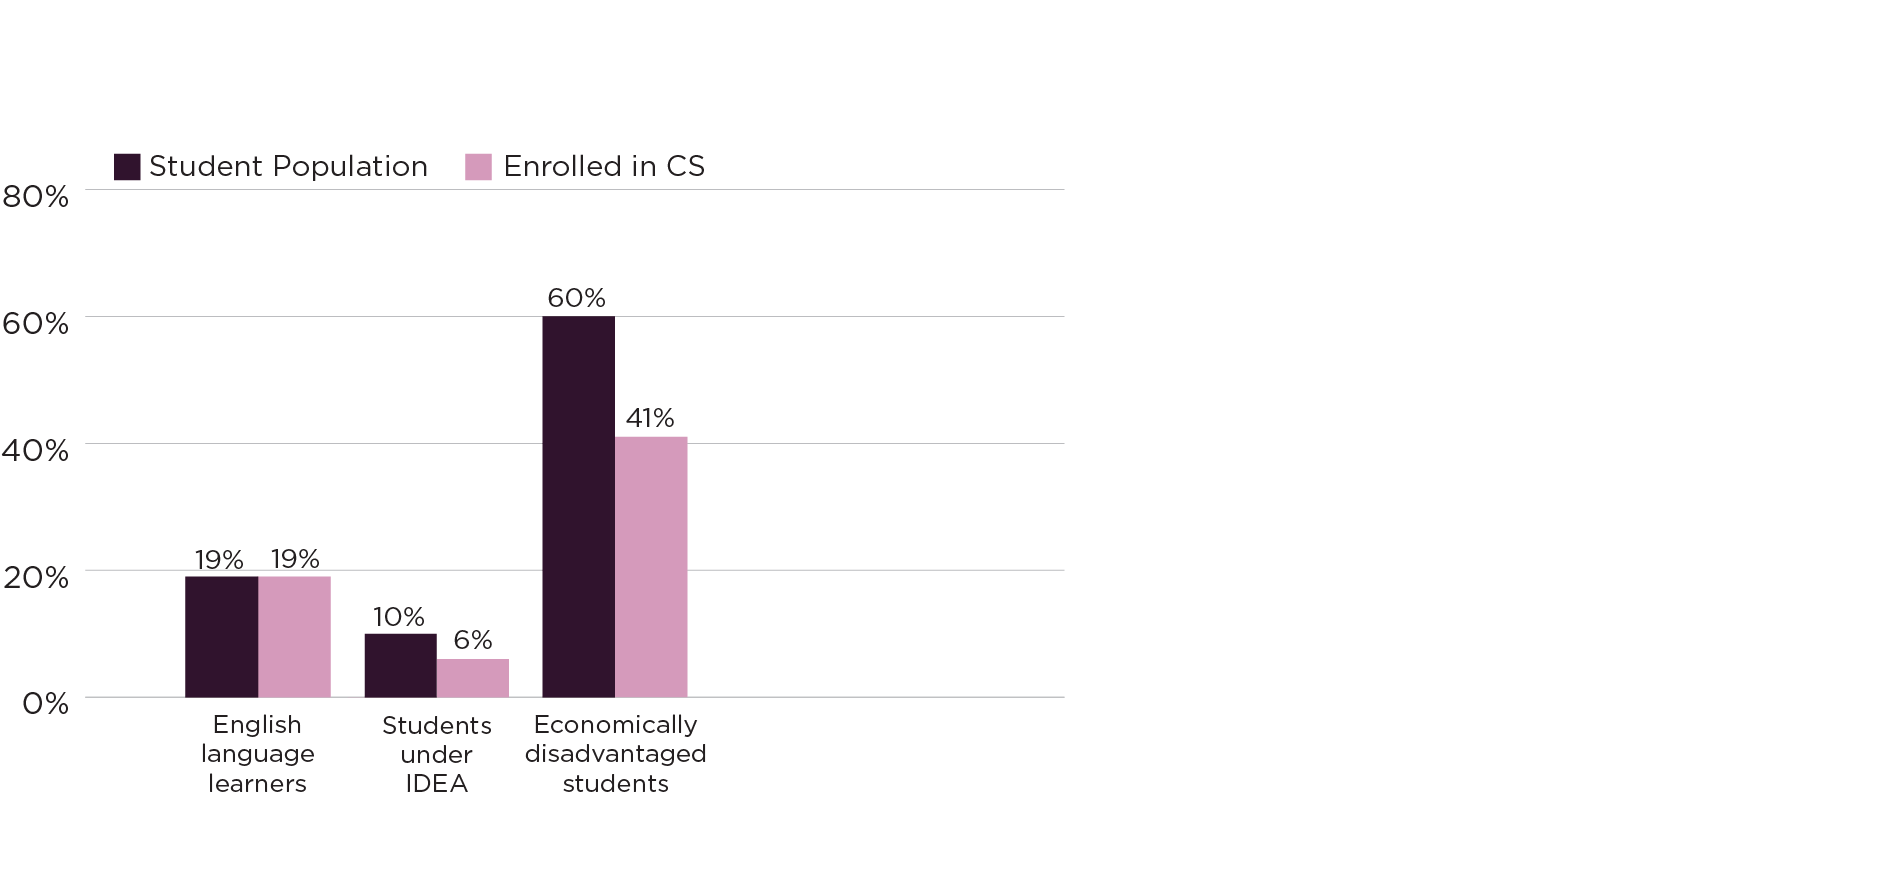 Student Population Enrolled in CS
80%
60%
40%
20%
0%
19% 19%
10%
6%
60%
41%
English
language
learners
Students
under
IDEA
Economically
disadvantaged
students